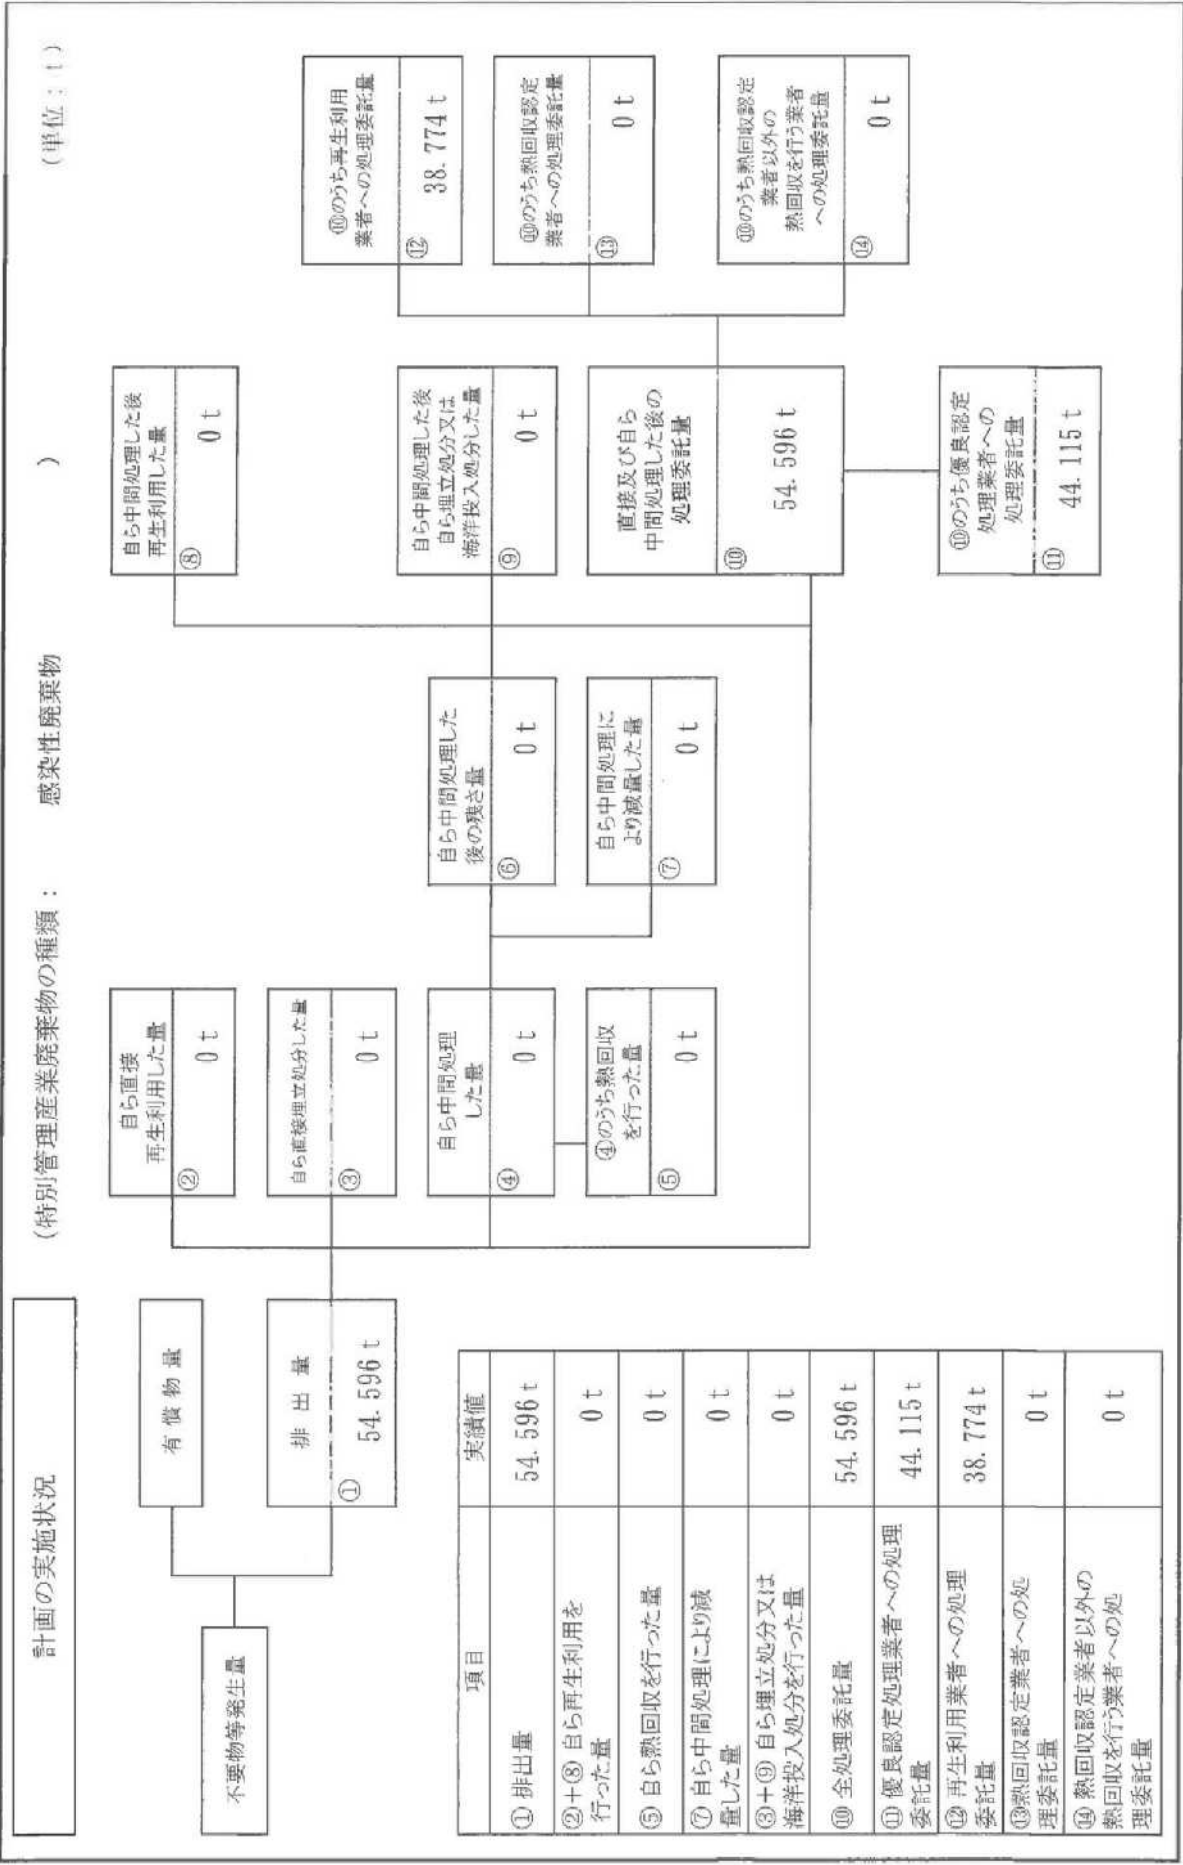 計画の実施状況
(特別管理産業廃棄物の種類: 感染性廃棄物 )
(単位:t)
不要物等発生量
有償物量
排出量
① 54.596 t
自ら直接
再生利用した量
② 0 t
自ら直接埋立処分した量
③ 0 t
自ら中間処理
した量
④ 0 t
④のうち熱回収
を行った量
⑤ 0 t
自ら中間処理した
後の残さ量
⑥ 0 t
自ら中間処理に
より減量した量
⑦ 0 t
自ら中間処理した後
再生利用した量
⑧ 0 t
自ら中間処理した後
自ら埋立処分又は
海洋投入処分した量
⑨ 0 t
直接及び自ら
中間処理した後の
処理委託量
⑩ 54.596 t
⑩のうち優良認定
処理業者への
処理委託量
⑪ 44.115 t
⑩のうち再生利用
業者への処理委託量
⑫ 38.774 t
⑩のうち熱回収認定
業者への処理委託量
⑬ 0 t
⑩のうち熱回収認定
業者以外の
熱回収を行う業者
への処理委託量
⑭ 0 t
項目 実績値
①排出量 54.596 t
②+⑧ 自ら再生利用を
行った量 0 t
⑤ 自ら熱回収を行った量 0 t
⑦ 自ら中間処理により減
量した量 0 t
③+⑨ 自ら埋立処分又は
海洋投入処分を行った量 0 t
⑩ 全処理委託量 54.596 t
⑪ 優良認定処理業者への処理
委託量 44.115 t
⑫ 再生利用業者への処理
委託量 38.774 t
⑬熱回収認定業者への処
理委託量 0 t
⑭ 熱回収認定業者以外の
熱回収を行う業者への処
理委託量 0 t